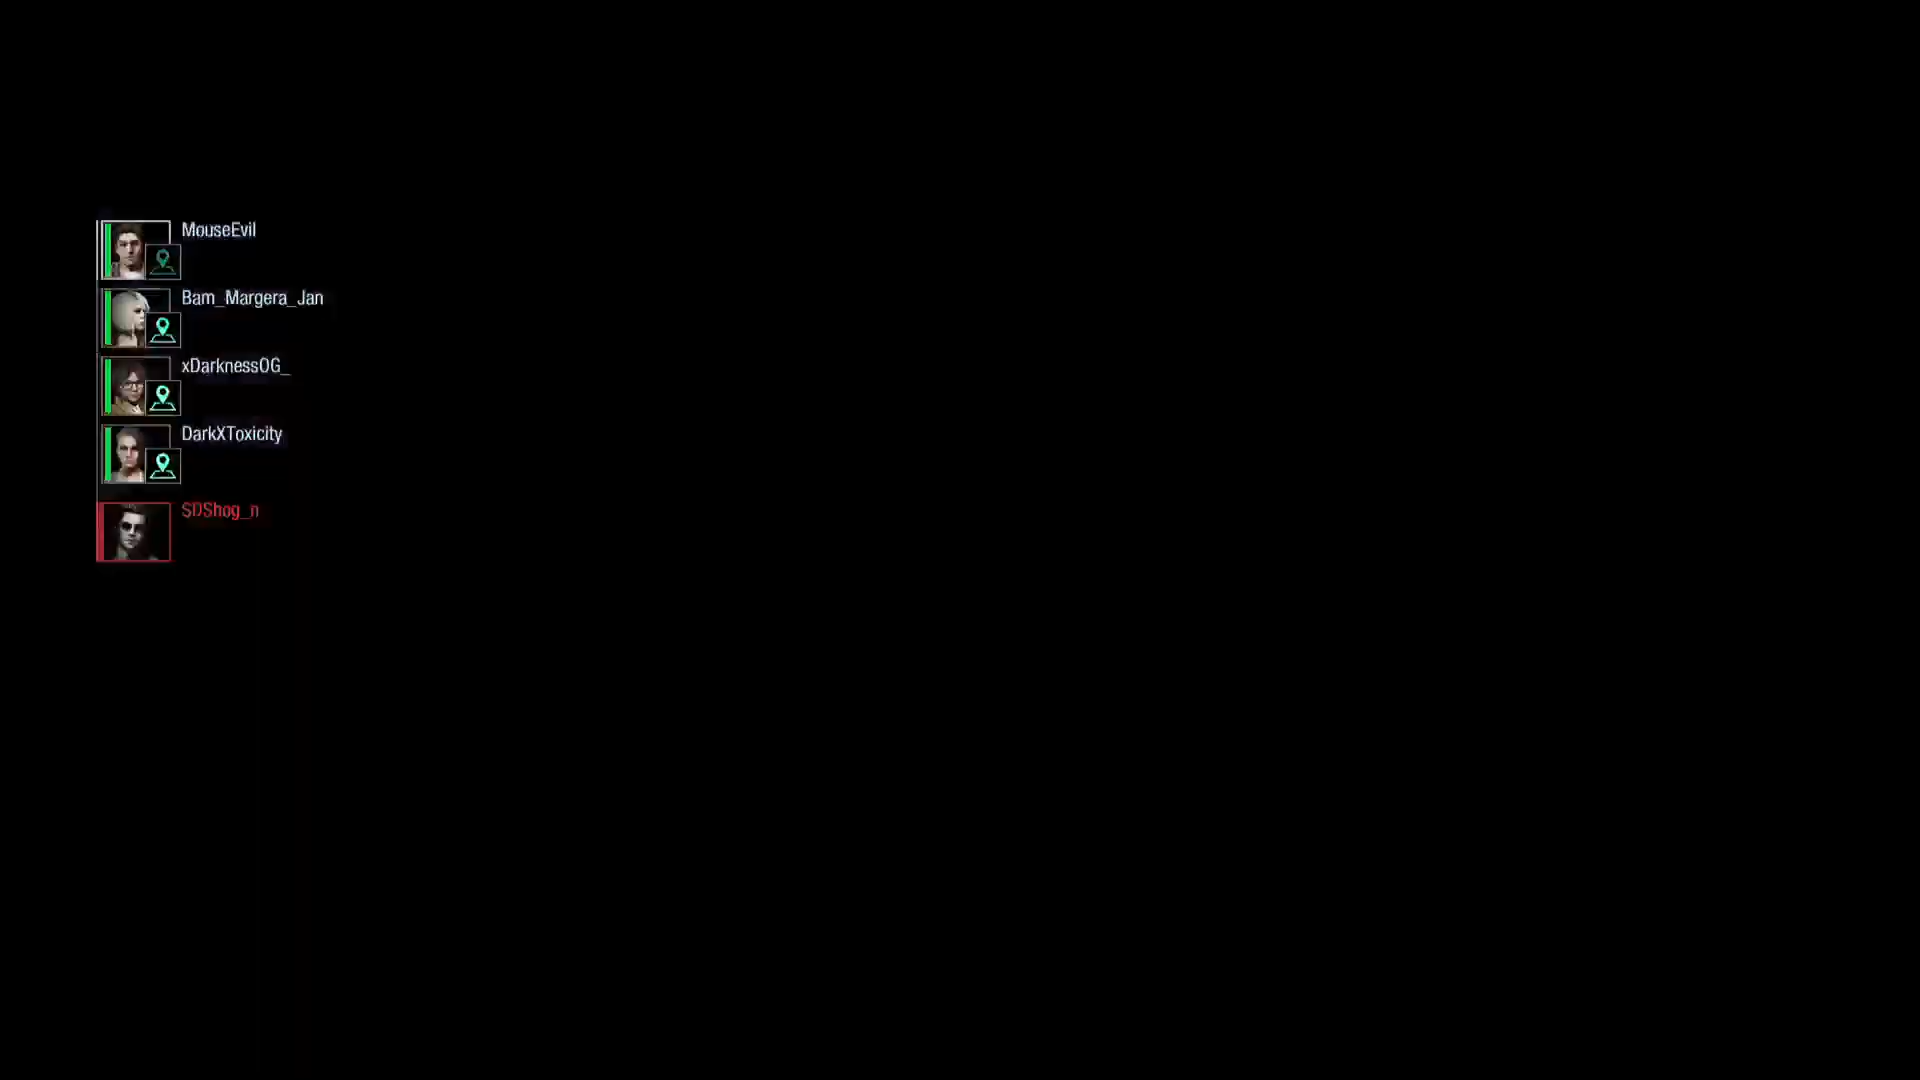 MouseEvil
Bam_Margera_Jan
xDarknessOG_
DarkXToxicity
SDShog_n